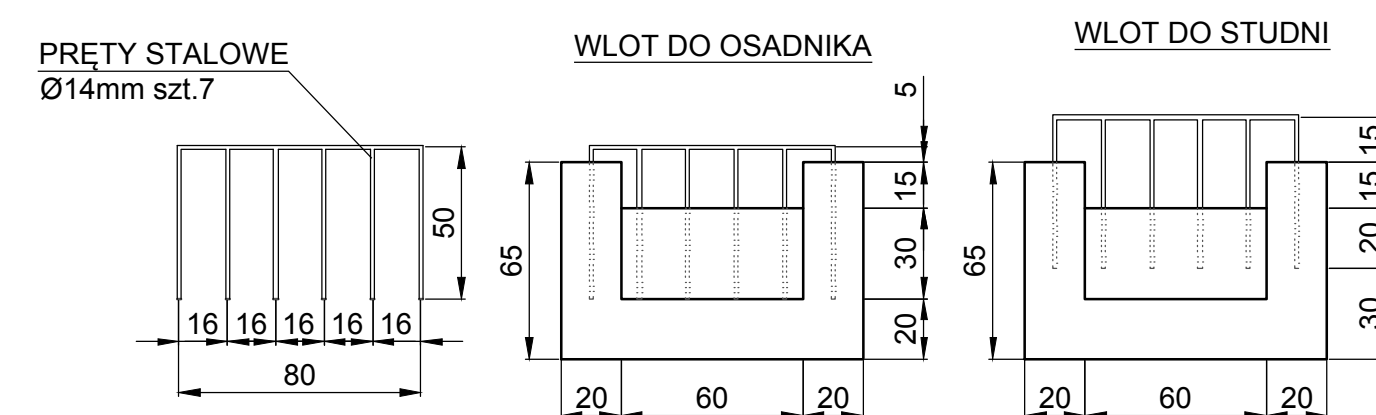 PRĘTY STALOWE
Ø14mm szt.7
50
16 16 16 16 16
80
WLOT DO OSADNIKA
5
15
30
20
65
20 60 20
WLOT DO STUDNI
15
15
20
30
65
20 60 20